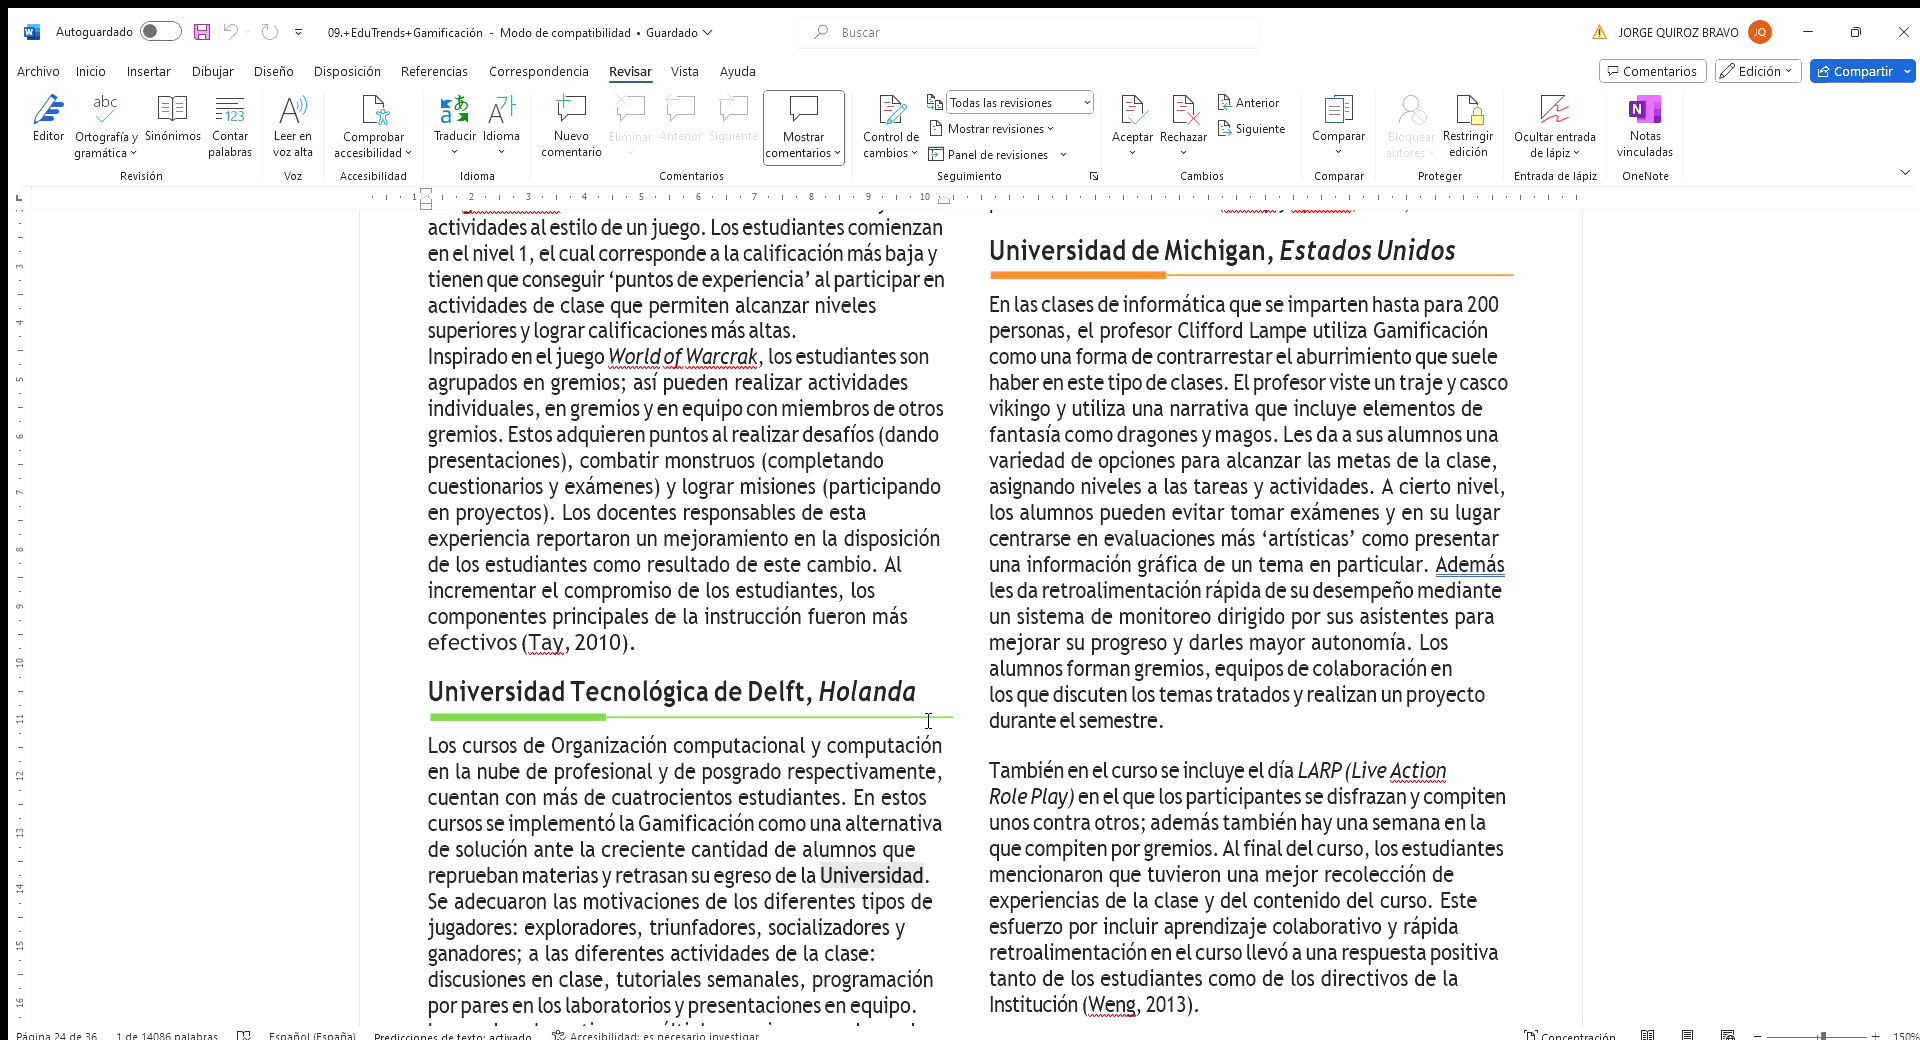 Autoguardado
09.+EduTrends+Gamificación - Modo de compatibilidad • Guardado
Buscar
JORGE QUIROZ BRAVO
JQ
Archivo Inicio Insertar Dibujar Diseño Disposición Referencias Correspondencia Revisar Vista Ayuda
Comentarios Edición Compartir
Editor
Ortografía y gramática
Sinónimos
Contar palabras
Revisión
Leer en voz alta
Voz
Comprobar accesibilidad
Accesibilidad
Traducir
Idioma
Idioma
Nuevo comentario
Eliminar
Anterior
Siguiente
Mostrar comentarios
Comentarios
Control de cambios
Todas las revisiones
Mostrar revisiones
Panel de revisiones
Seguimiento
Aceptar
Rechazar
Anterior
Siguiente
Cambios
Comparar
Comparar
Bloquear autores
Restringir edición
Proteger
Ocultar entrada de lápiz
Entrada de lápiz
Notas vinculadas
OneNote
1 2 3 4 5 6 7 8 9 10
3
4
5
6
7
8
9
10
11
12
13
14
15
16
actividades al estilo de un juego. Los estudiantes comienzan
en el nivel 1, el cual corresponde a la calificación más baja y
tienen que conseguir ‘puntos de experiencia’ al participar en
actividades de clase que permiten alcanzar niveles
superiores y lograr calificaciones más altas.
Inspirado en el juego World of Warcrak, los estudiantes son
agrupados en gremios; así pueden realizar actividades
individuales, en gremios y en equipo con miembros de otros
gremios. Estos adquieren puntos al realizar desafíos (dando
presentaciones), combatir monstruos (completando
cuestionarios y exámenes) y lograr misiones (participando
en proyectos). Los docentes responsables de esta
experiencia reportaron un mejoramiento en la disposición
de los estudiantes como resultado de este cambio. Al
incrementar el compromiso de los estudiantes, los
componentes principales de la instrucción fueron más
efectivos (Tay, 2010).
Universidad Tecnológica de Delft, Holanda
Los cursos de Organización computacional y computación
en la nube de profesional y de posgrado respectivamente,
cuentan con más de cuatrocientos estudiantes. En estos
cursos se implementó la Gamificación como una alternativa
de solución ante la creciente cantidad de alumnos que
reprueban materias y retrasan su egreso de la Universidad.
Se adecuaron las motivaciones de los diferentes tipos de
jugadores: exploradores, triunfadores, socializadores y
ganadores; a las diferentes actividades de la clase:
discusiones en clase, tutoriales semanales, programación
por pares en los laboratorios y presentaciones en equipo.
Universidad de Michigan, Estados Unidos
En las clases de informática que se imparten hasta para 200
personas, el profesor Clifford Lampe utiliza Gamificación
como una forma de contrarrestar el aburrimiento que suele
haber en este tipo de clases. El profesor viste un traje y casco
vikingo y utiliza una narrativa que incluye elementos de
fantasía como dragones y magos. Les da a sus alumnos una
variedad de opciones para alcanzar las metas de la clase,
asignando niveles a las tareas y actividades. A cierto nivel,
los alumnos pueden evitar tomar exámenes y en su lugar
centrarse en evaluaciones más ‘artísticas’ como presentar
una información gráfica de un tema en particular. Además
les da retroalimentación rápida de su desempeño mediante
un sistema de monitoreo dirigido por sus asistentes para
mejorar su progreso y darles mayor autonomía. Los
alumnos forman gremios, equipos de colaboración en
los que discuten los temas tratados y realizan un proyecto
durante el semestre.
También en el curso se incluye el día LARP (Live Action
Role Play) en el que los participantes se disfrazan y compiten
unos contra otros; además también hay una semana en la
que compiten por gremios. Al final del curso, los estudiantes
mencionaron que tuvieron una mejor recolección de
experiencias de la clase y del contenido del curso. Este
esfuerzo por incluir aprendizaje colaborativo y rápida
retroalimentación en el curso llevó a una respuesta positiva
tanto de los estudiantes como de los directivos de la
Institución (Weng, 2013).
Página 24 de 36 1 de 14086 palabras Español (España) Predicciones de texto: activado Accesibilidad: es necesario investigar
Concentración 150%